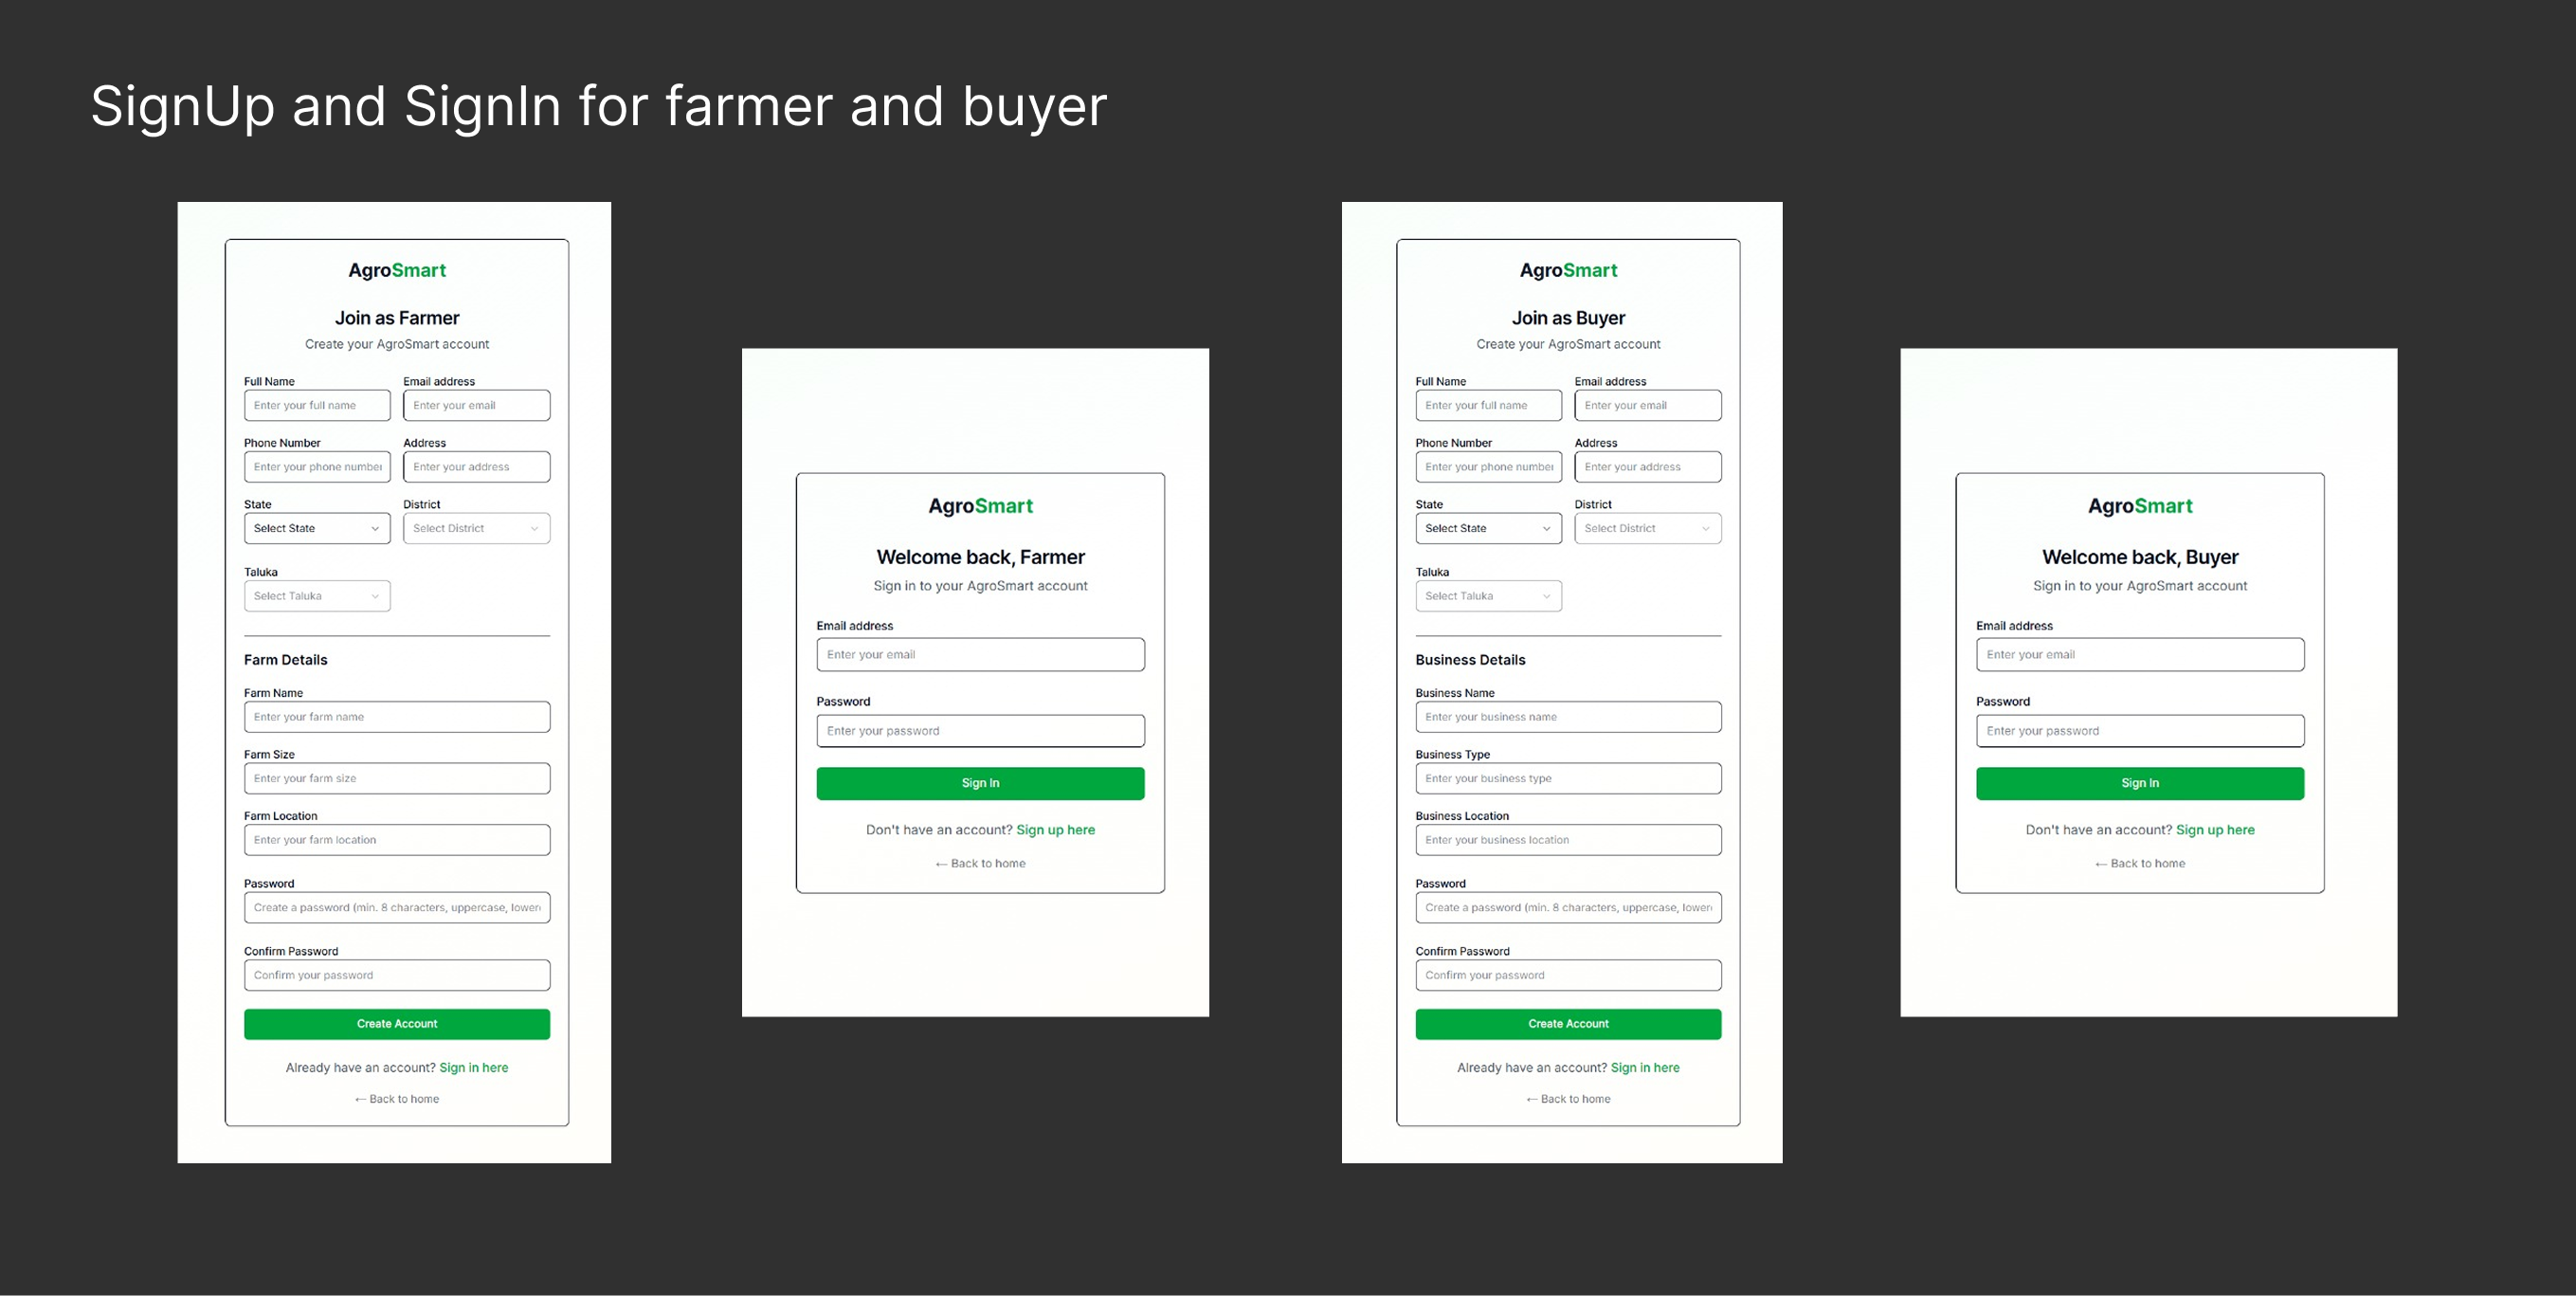 SignUp and SignIn for farmer and buyer
AgroSmart
Join as Farmer
Create your AgroSmart account
Full Name
Email address
Enter your full name
Enter your email
Phone Number
Address
Enter your phone number
Enter your address
State
District
Select State
Select District
Taluka
Select Taluka
Farm Details
Farm Name
Enter your farm name
Farm Size
Enter your farm size
Farm Location
Enter your farm location
Password
Create a password (min. 8 characters, uppercase, lower
Confirm Password
Confirm your password
Create Account
Already have an account? Sign in here
← Back to home
AgroSmart
Welcome back, Farmer
Sign in to your AgroSmart account
Email address
Enter your email
Password
Enter your password
Sign In
Don't have an account? Sign up here
← Back to home
AgroSmart
Join as Buyer
Create your AgroSmart account
Full Name
Email address
Enter your full name
Enter your email
Phone Number
Address
Enter your phone number
Enter your address
State
District
Select State
Select District
Taluka
Select Taluka
Business Details
Business Name
Enter your business name
Business Type
Enter your business type
Business Location
Enter your business location
Password
Create a password (min. 8 characters, uppercase, lower
Confirm Password
Confirm your password
Create Account
Already have an account? Sign in here
← Back to home
AgroSmart
Welcome back, Buyer
Sign in to your AgroSmart account
Email address
Enter your email
Password
Enter your password
Sign In
Don't have an account? Sign up here
← Back to home